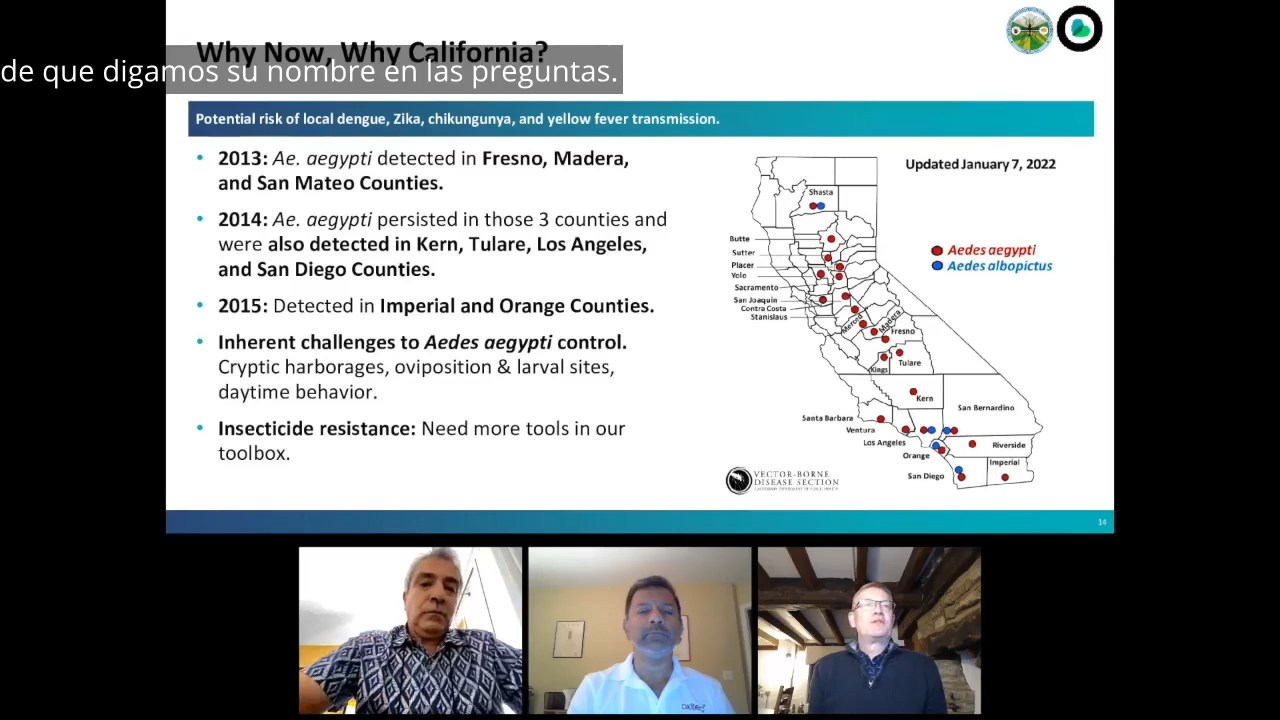 Why Now, Why California?
de que digamos su nombre en las preguntas.
Potential risk of local dengue, Zika, chikungunya, and yellow fever transmission.
• 2013: Ae. aegypti detected in Fresno, Madera,
and San Mateo Counties.
• 2014: Ae. aegypti persisted in those 3 counties and
were also detected in Kern, Tulare, Los Angeles,
and San Diego Counties.
• 2015: Detected in Imperial and Orange Counties.
• Inherent challenges to Aedes aegypti control.
Cryptic harborages, oviposition & larval sites,
daytime behavior.
• Insecticide resistance: Need more tools in our
toolbox.
Updated January 7, 2022
Aedes aegypti
Aedes albopictus
Shasta
Butte
Sutter
Placer
Yolo
Sacramento
San Joaquin
Contra Costa
Stanislaus
Merced
Madera
Fresno
Kings
Tulare
Kern
San Bernardino
Santa Barbara
Ventura
Los Angeles
Orange
Riverside
San Diego
Imperial
VECTOR-BORNE
DISEASE SECTION
14